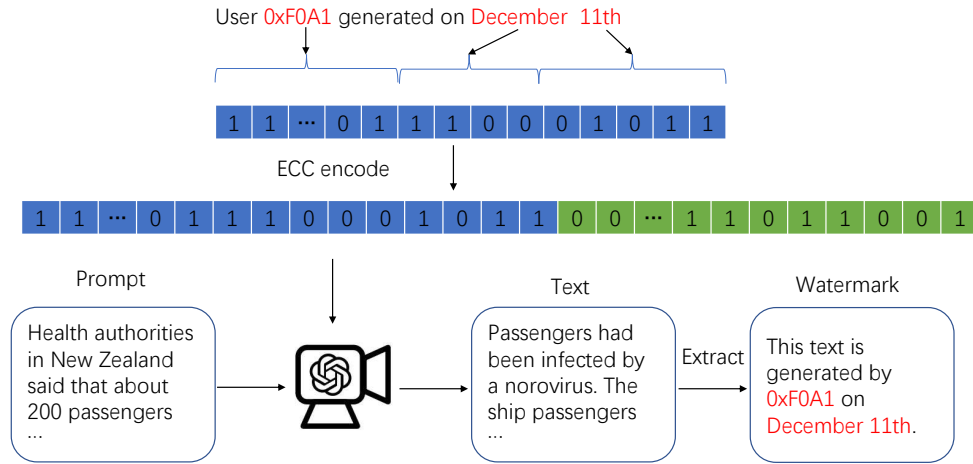 User 0xF0A1 generated on December 11th
1 1 ... 0 1 1 1 0 0 0 1 0 1 1
ECC encode
1 1 ... 0 1 1 1 0 0 0 1 0 1 1 0 0 ... 1 1 0 1 1 0 0 1
Prompt
Text
Watermark
Health authorities
in New Zealand
said that about
200 passengers
...
Passengers had
been infected by
a norovirus. The
ship passengers
...
Extract
This text is
generated by
0xF0A1 on
December 11th.